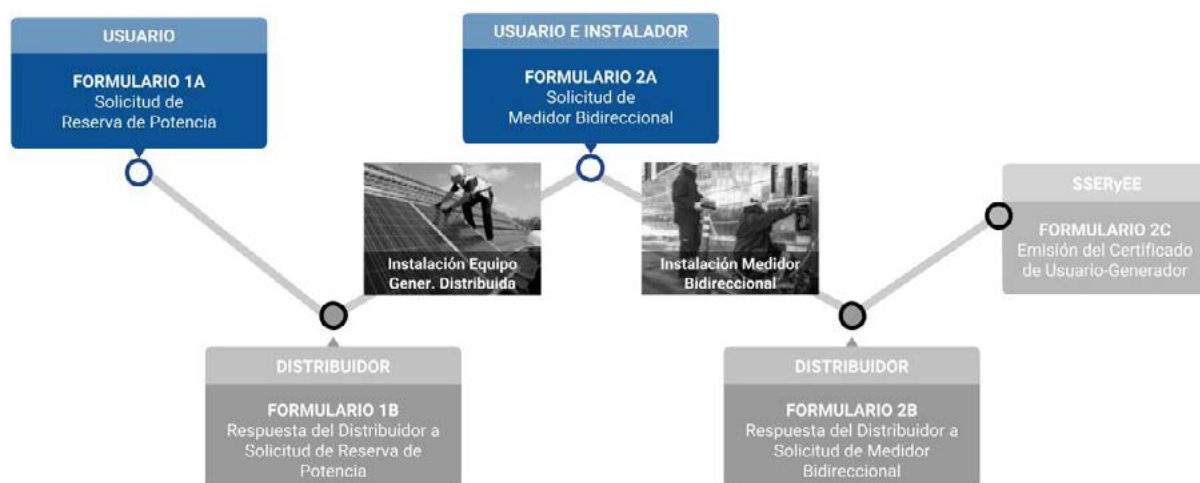 USUARIO
FORMULARIO 1A
Solicitud de
Reserva de Potencia
USUARIO E INSTALADOR
FORMULARIO 2A
Solicitud de
Medidor Bidireccional
Instalación Equipo
Gener. Distribuida
Instalación Medidor
Bidireccional
SSERyEE
FORMULARIO 2C
Emisión del Certificado
de Usuario-Generador
DISTRIBUIDOR
FORMULARIO 1B
Respuesta del Distribuidor a
Solicitud de Reserva de
Potencia
DISTRIBUIDOR
FORMULARIO 2B
Respuesta del Distribuidor a
Solicitud de Medidor
Bidireccional